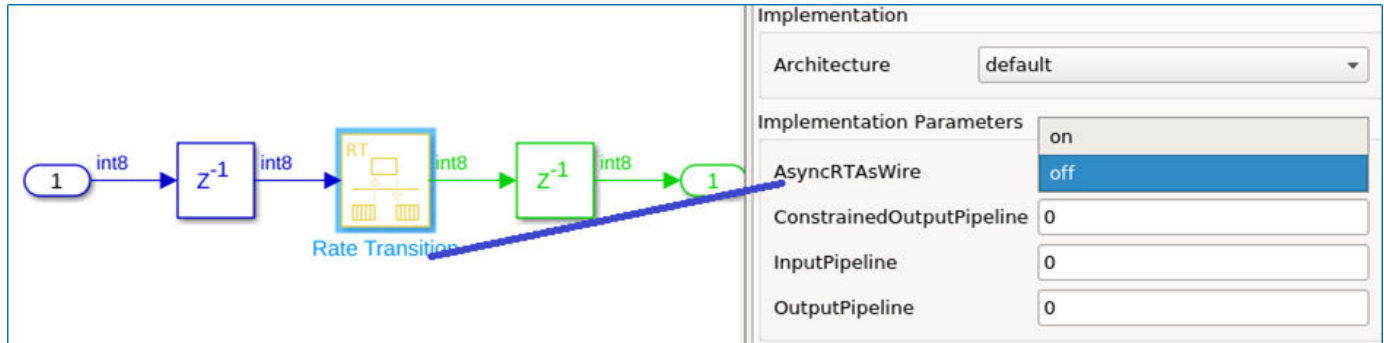 1
int8
Z-1
int8
RT
int8
Z-1
int8
1
Rate Transition
Implementation
Architecture default
Implementation Parameters
on
AsyncRTAsWire off
ConstrainedOutputPipeline 0
InputPipeline 0
OutputPipeline 0